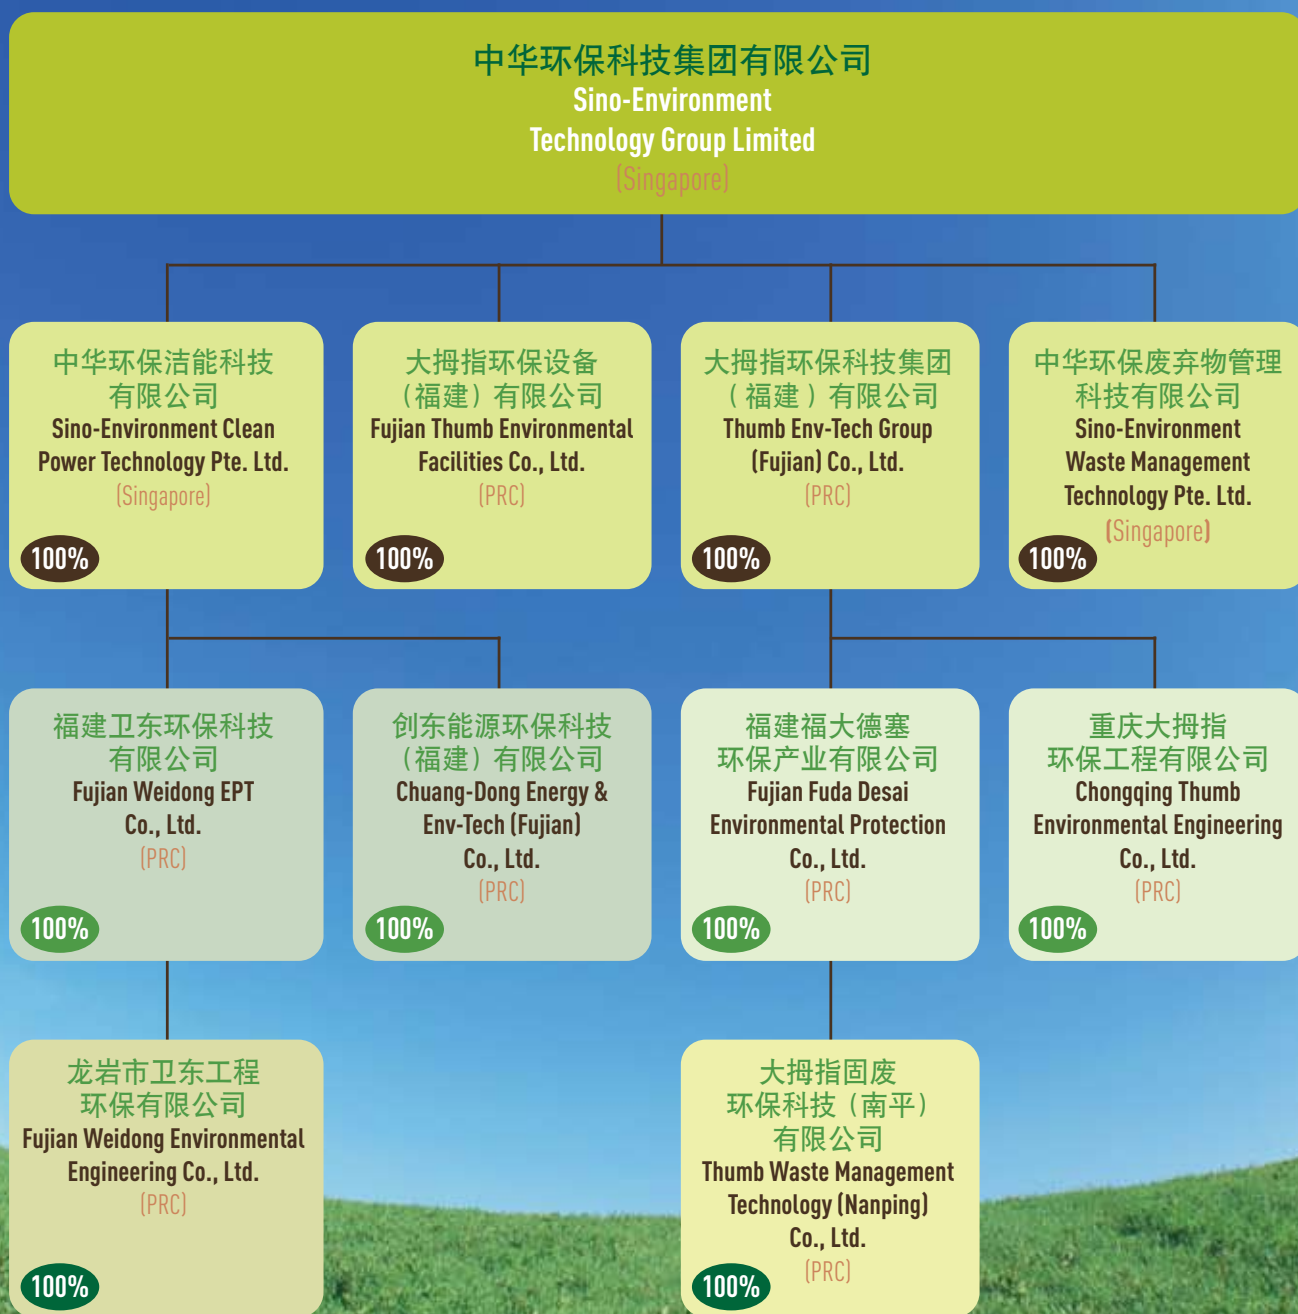 中华环保科技集团有限公司
Sino-Environment
Technology Group Limited
(Singapore)
中华环保洁能科技
有限公司
Sino-Environment Clean
Power Technology Pte. Ltd.
(Singapore)
100%
大拇指环保设备
（福建）有限公司
Fujian Thumb Environmental
Facilities Co., Ltd.
(PRC)
100%
大拇指环保科技集团
（福建）有限公司
Thumb Env-Tech Group
(Fujian) Co., Ltd.
(PRC)
100%
中华环保废弃物管理
科技有限公司
Sino-Environment
Waste Management
Technology Pte. Ltd.
(Singapore)
100%
福建卫东环保科技
有限公司
Fujian Weidong EPT
Co., Ltd.
(PRC)
100%
创东能源环保科技
（福建）有限公司
Chuang-Dong Energy &
Env-Tech (Fujian)
Co., Ltd.
(PRC)
100%
福建福大德塞
环保产业有限公司
Fujian Fuda Desai
Environmental Protection
Co., Ltd.
(PRC)
100%
重庆大拇指
环保工程有限公司
Chongqing Thumb
Environmental Engineering
Co., Ltd.
(PRC)
100%
龙岩市卫东工程
环保有限公司
Fujian Weidong Environmental
Engineering Co., Ltd.
(PRC)
100%
大拇指固废
环保科技（南平）
有限公司
Thumb Waste Management
Technology (Nanping)
Co., Ltd.
(PRC)
100%